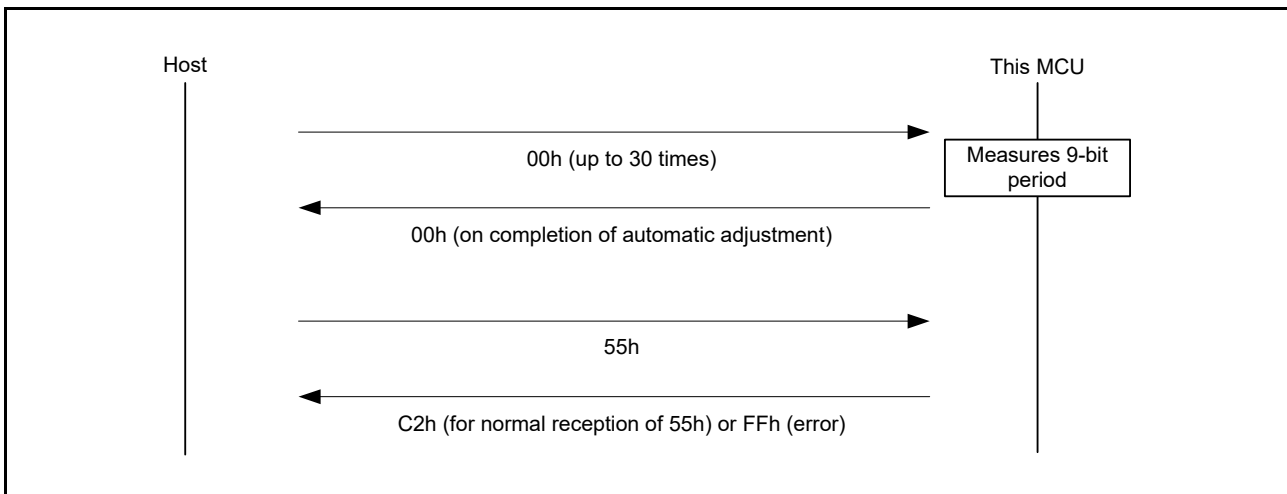 Host
This MCU
00h (up to 30 times)
Measures 9-bit
period
00h (on completion of automatic adjustment)
55h
C2h (for normal reception of 55h) or FFh (error)